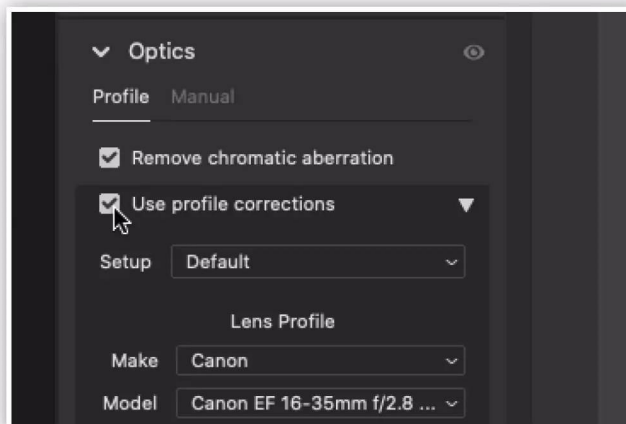 Optics
Profile Manual
Remove chromatic aberration
Use profile corrections
Setup Default
Lens Profile
Make Canon
Model Canon EF 16-35mm f/2.8 ...